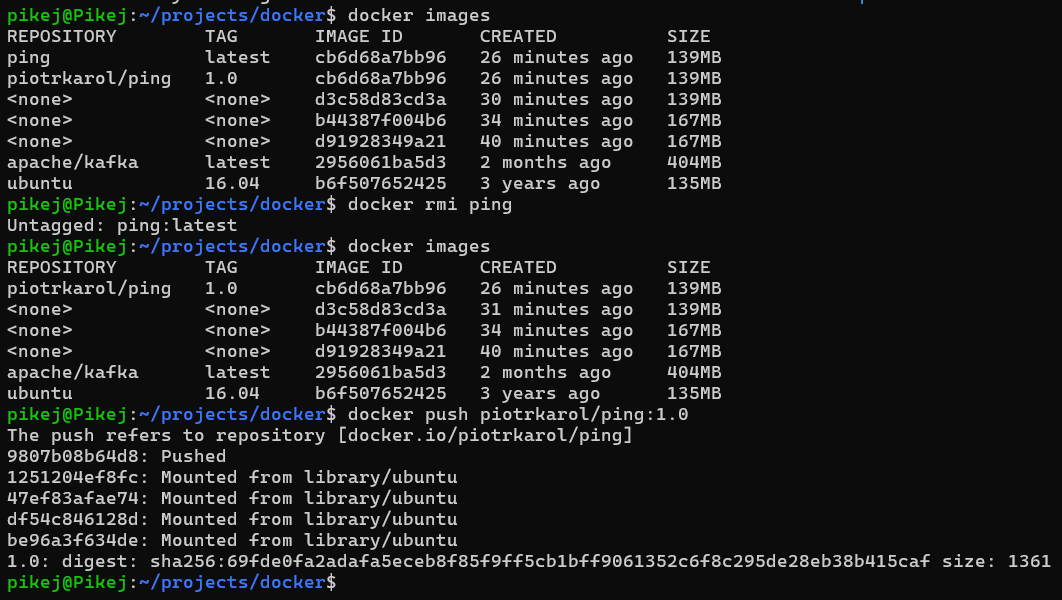 pikej@Pikej:~/projects/docker$ docker images
REPOSITORY        TAG       IMAGE ID       CREATED          SIZE
ping              latest    cb6d68a7bb96   26 minutes ago   139MB
piotrkarol/ping   1.0       cb6d68a7bb96   26 minutes ago   139MB
<none>            <none>    d3c58d83cd3a   30 minutes ago   139MB
<none>            <none>    b44387f004b6   34 minutes ago   167MB
<none>            <none>    d91928349a21   40 minutes ago   167MB
apache/kafka      latest    2956061ba5d3   2 months ago     404MB
ubuntu            16.04     b6f507652425   3 years ago      135MB
pikej@Pikej:~/projects/docker$ docker rmi ping
Untagged: ping:latest
pikej@Pikej:~/projects/docker$ docker images
REPOSITORY        TAG       IMAGE ID       CREATED          SIZE
piotrkarol/ping   1.0       cb6d68a7bb96   26 minutes ago   139MB
<none>            <none>    d3c58d83cd3a   31 minutes ago   139MB
<none>            <none>    b44387f004b6   34 minutes ago   167MB
<none>            <none>    d91928349a21   40 minutes ago   167MB
apache/kafka      latest    2956061ba5d3   2 months ago     404MB
ubuntu            16.04     b6f507652425   3 years ago      135MB
pikej@Pikej:~/projects/docker$ docker push piotrkarol/ping:1.0
The push refers to repository [docker.io/piotrkarol/ping]
9807b08b64d8: Pushed
1251204ef8fc: Mounted from library/ubuntu
47ef83afae74: Mounted from library/ubuntu
df54c846128d: Mounted from library/ubuntu
be96a3f634de: Mounted from library/ubuntu
1.0: digest: sha256:69fde0fa2adafa5eceb8f85f9ff5cb1bff9061352c6f8c295de28eb38b415caf size: 1361
pikej@Pikej:~/projects/docker$